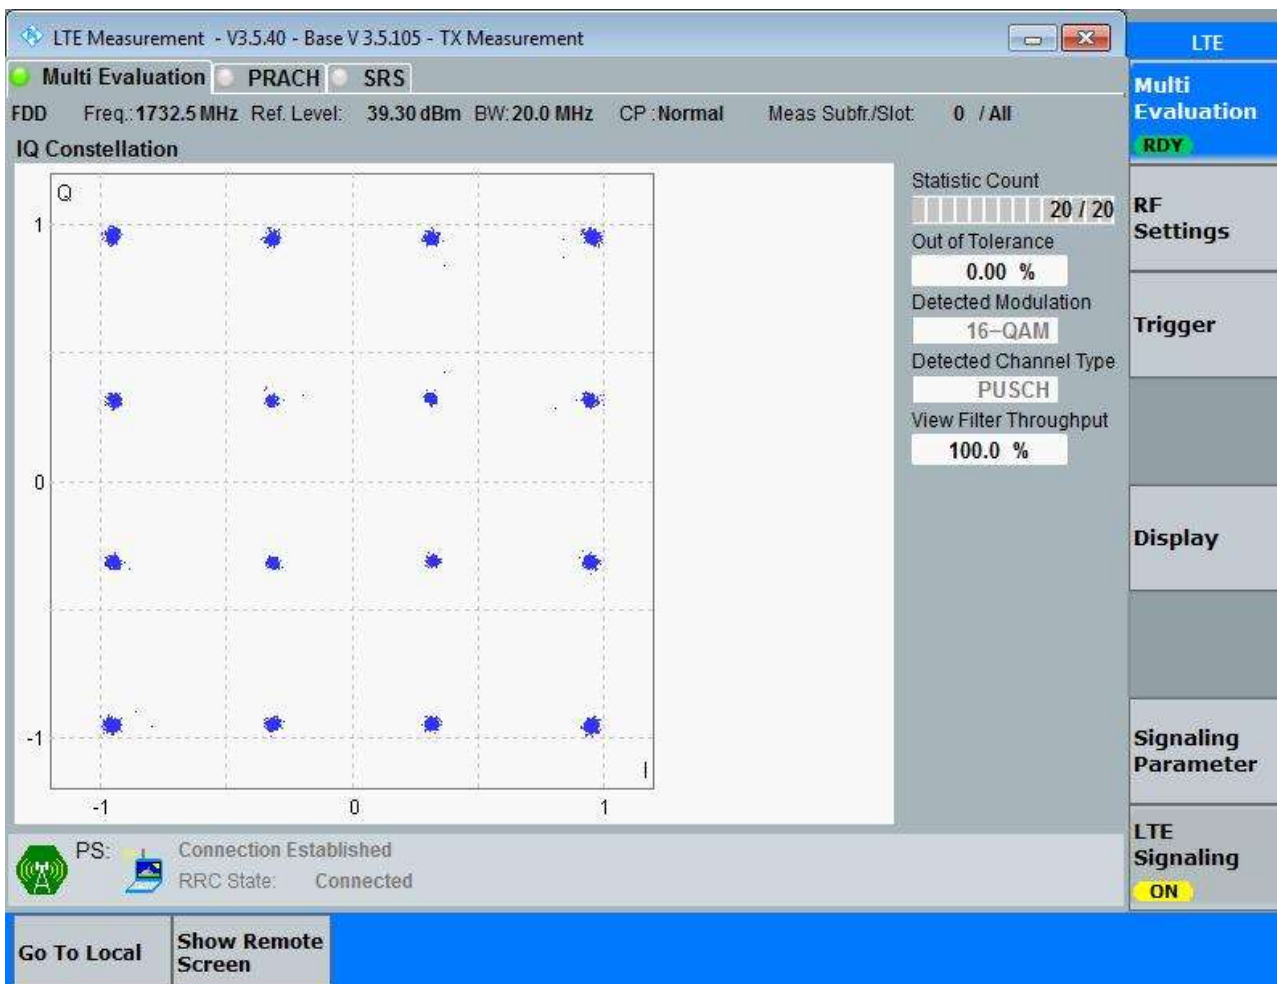 LTE Measurement - V3.5.40 - Base V 3.5.105 - TX Measurement
LTE
Multi Evaluation PRACH SRS
FDD Freq.: 1732.5 MHz Ref. Level: 39.30 dBm BW: 20.0 MHz CP : Normal Meas Subfr./Slot: 0 / All
IQ Constellation
Q
1
0
-1
-1 0 1
I
Statistic Count
20 / 20
Out of Tolerance
0.00 %
Detected Modulation
16-QAM
Detected Channel Type
PUSCH
View Filter Throughput
100.0 %
Multi
Evaluation
RDY
RF
Settings
Trigger
Display
Signaling
Parameter
LTE
Signaling
ON
PS: Connection Established
RRC State: Connected
Go To Local
Show Remote
Screen